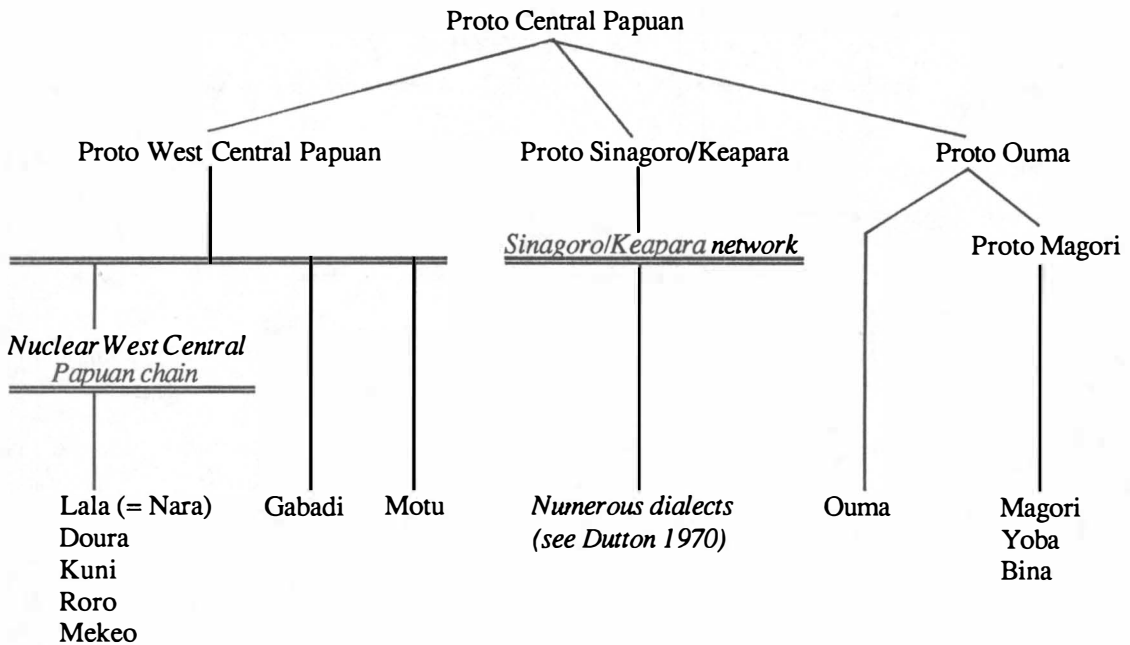 Proto Central Papuan
Proto West Central Papuan
Proto Sinagoro/Keapara
Proto Ouma
Sinagoro/Keapara network
Proto Magori
Nuclear West Central
Papuan chain
Lala (= Nara)
Doura
Kuni
Roro
Mekeo
Gabadi
Motu
Numerous dialects
(see Dutton 1970)
Ouma
Magori
Yoba
Bina